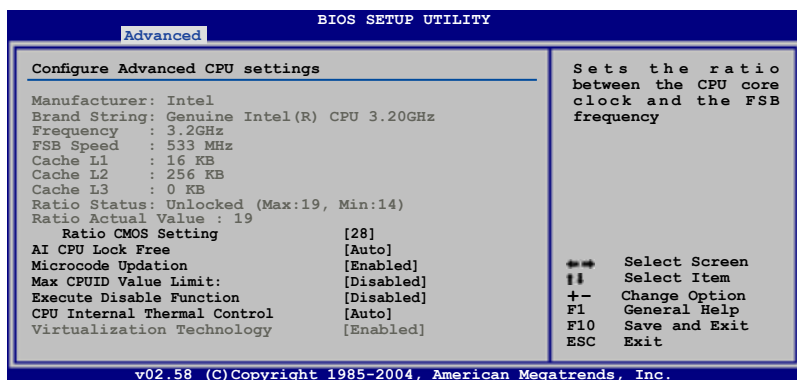 BIOS SETUP UTILITY
Advanced
Configure Advanced CPU settings
Manufacturer: Intel
Brand String: Genuine Intel(R) CPU 3.20GHz
Frequency : 3.2GHz
FSB Speed : 533 MHz
Cache L1 : 16 KB
Cache L2 : 256 KB
Cache L3 : 0 KB
Ratio Status: Unlocked (Max:19, Min:14)
Ratio Actual Value : 19
Ratio CMOS Setting [28]
AI CPU Lock Free [Auto]
Microcode Updation [Enabled]
Max CPUID Value Limit: [Disabled]
Execute Disable Function [Disabled]
CPU Internal Thermal Control [Auto]
Virtualization Technology [Enabled]
Sets the ratio
between the CPU core
clock and the FSB
frequency
Select Screen
Select Item
+- Change Option
F1 General Help
F10 Save and Exit
ESC Exit
v02.58 (C)Copyright 1985-2004, American Megatrends, Inc.